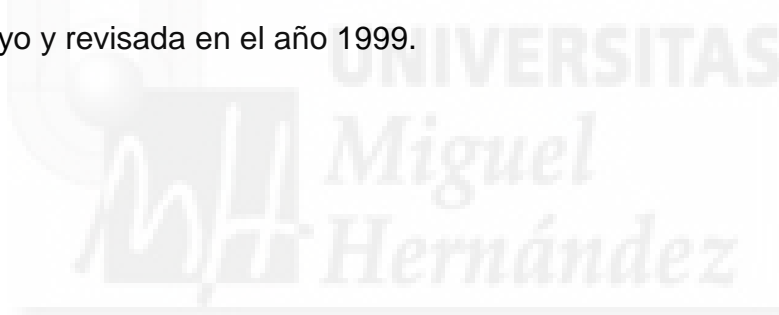 yo y revisada en el año 1999.
UNIVERSITAS
Miguel
Hernández